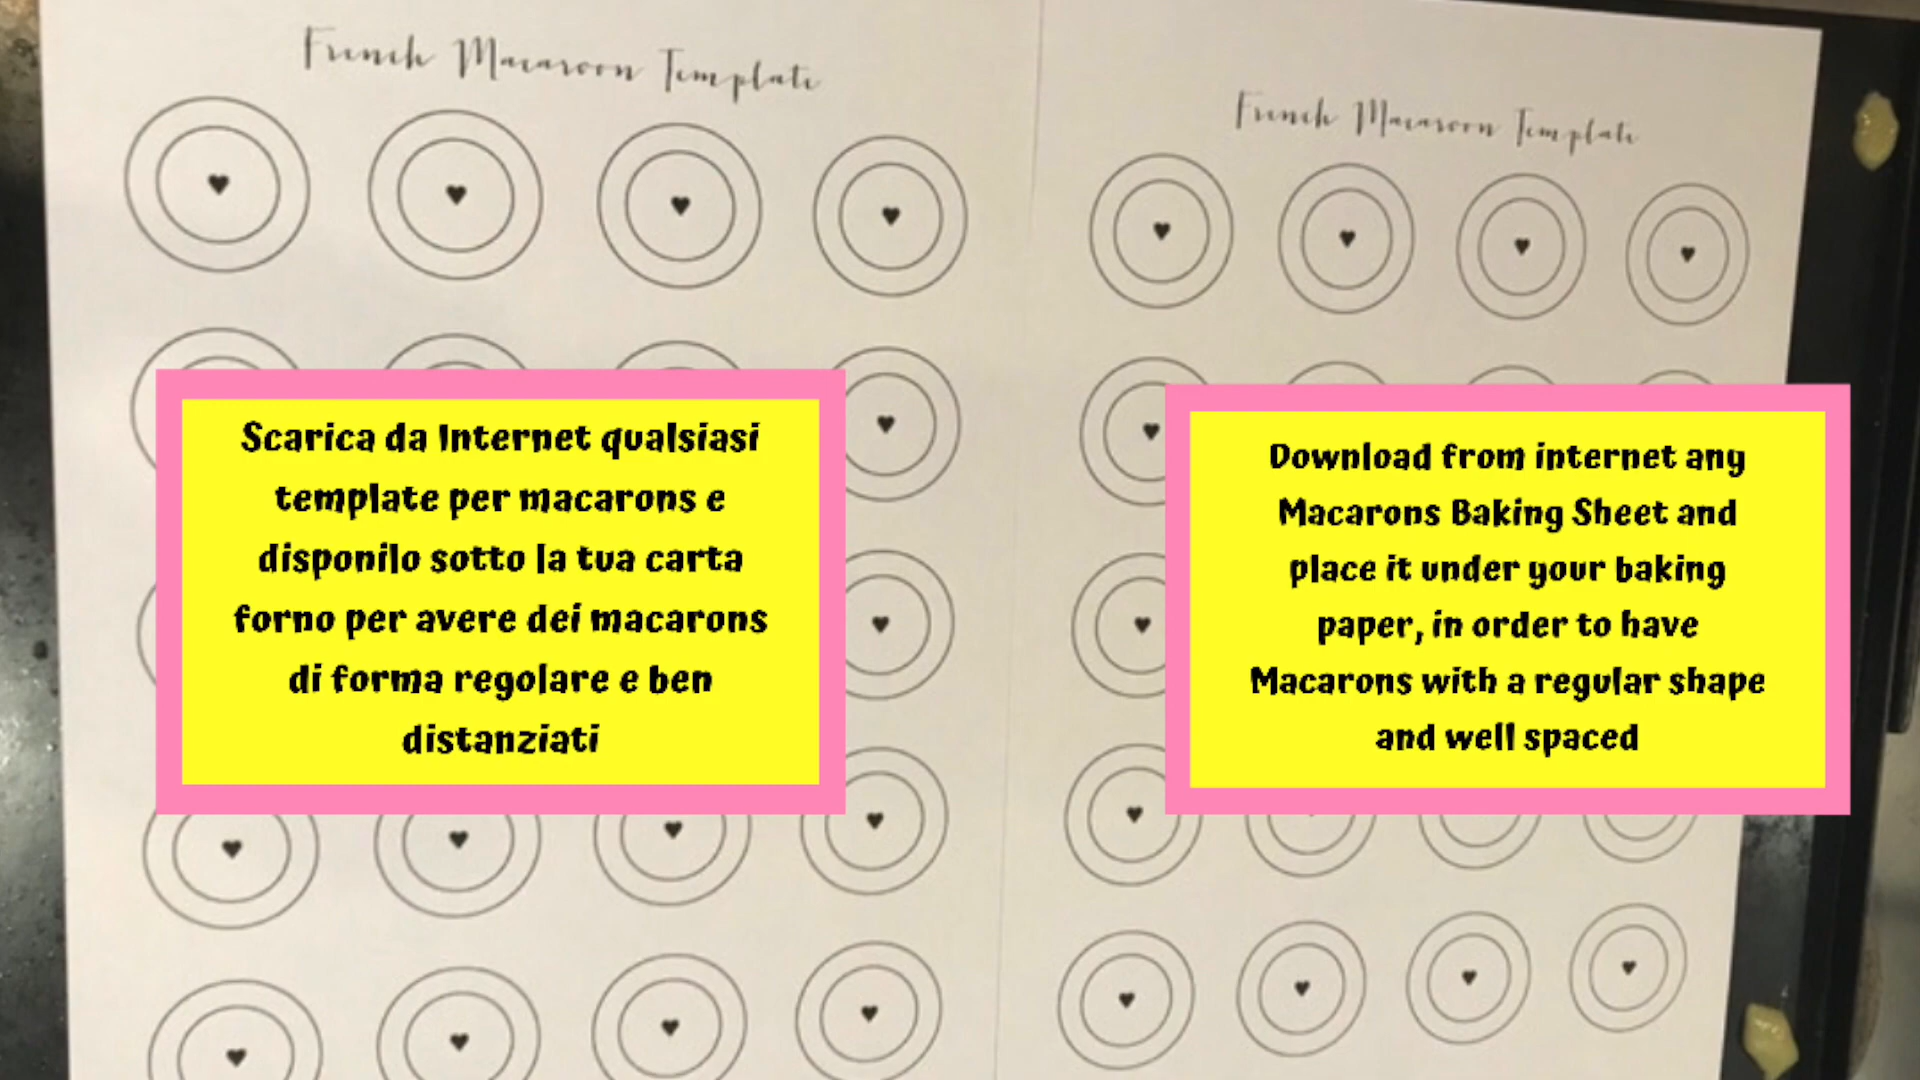 French Macaroon Template
French Macaroon Template
Scarica da Internet qualsiasi
template per macarons e
disponilo sotto la tua carta
forno per avere dei macarons
di forma regolare e ben
distanziati
Download from internet any
Macarons Baking Sheet and
place it under your baking
paper, in order to have
Macarons with a regular shape
and well spaced